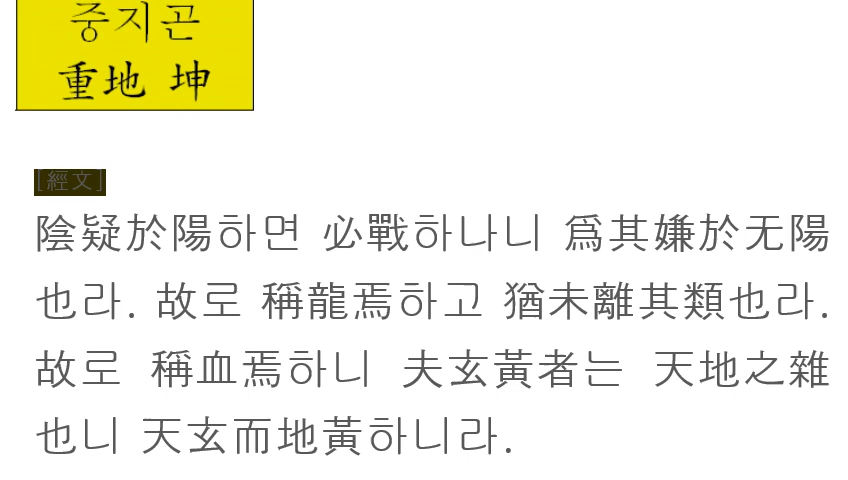 중지곤
重地 坤
[經文]
陰疑於陽하면 必戰하나니 爲其嫌於无陽
也라. 故로 稱龍焉하고 猶未離其類也라.
故로 稱血焉하니 夫玄黃者는 天地之雜
也니 天玄而地黃하니라.